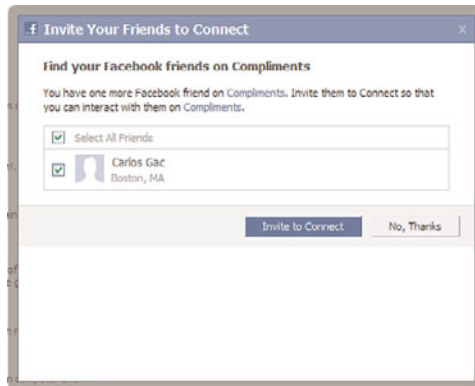 f Invite Your Friends to Connect x
Find your Facebook friends on Compliments
You have one more Facebook friend on Compliments. Invite them to Connect so that
you can interact with them on Compliments.
Select All Friends
Carlos Gac
Boston, MA
Invite to Connect No, Thanks